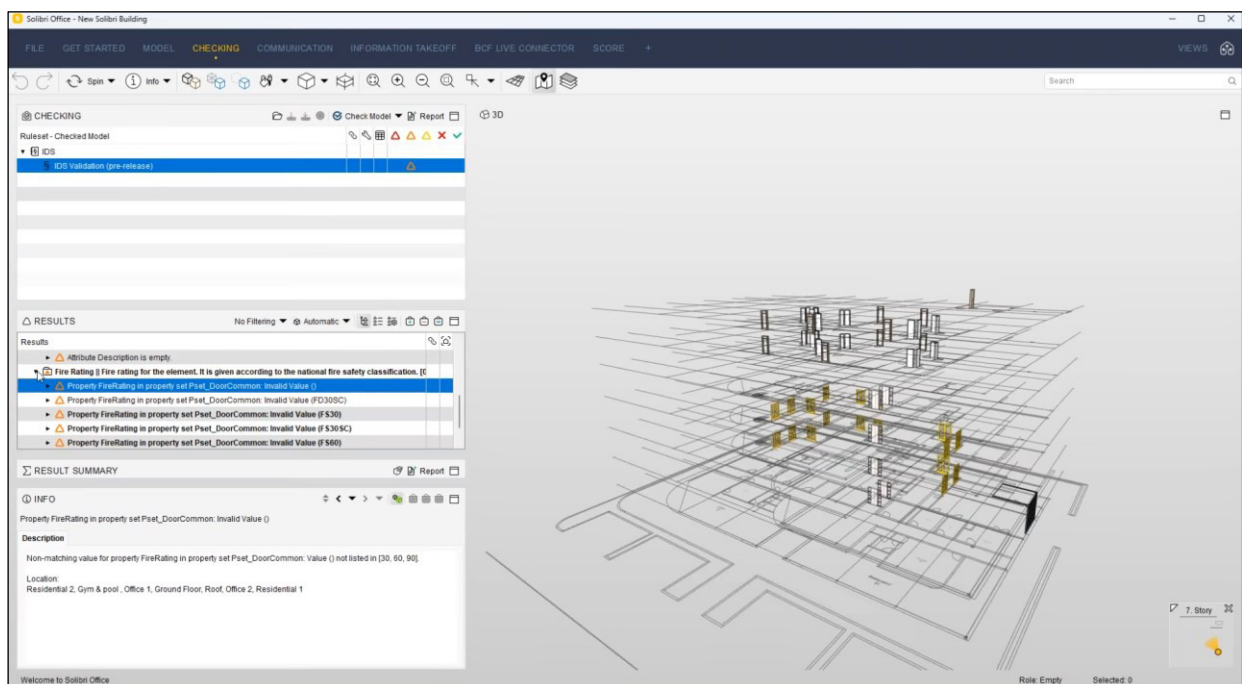 Solibri Office - New Solibri Building
FILE GET STARTED MODEL CHECKING COMMUNICATION INFORMATION TAKEOFF BCF LIVE CONNECTOR SCORE + VIEWS
Spin Info Search
CHECKING Check Model Report
3D
Ruleset - Checked Model
IDS
IDS Validation (pre-release)
RESULTS No Filtering Automatic
Results
Attribute Description is empty.
Fire Rating || Fire rating for the element. It is given according to the national fire safety classification. [0
Property FireRating in property set Pset_DoorCommon: Invalid Value ()
Property FireRating in property set Pset_DoorCommon: Invalid Value (FD30SC)
Property FireRating in property set Pset_DoorCommon: Invalid Value (FS30)
Property FireRating in property set Pset_DoorCommon: Invalid Value (FS30SC)
Property FireRating in property set Pset_DoorCommon: Invalid Value (FS60)
RESULT SUMMARY Report
INFO
Property FireRating in property set Pset_DoorCommon: Invalid Value ()
Description
Non-matching value for property FireRating in property set Pset_DoorCommon: Value () not listed in [30, 60, 90].
Location:
Residential 2, Gym & pool , Office 1, Ground Floor, Roof, Office 2, Residential 1
7. Story
Welcome to Solibri Office
Role: Empty Selected: 0